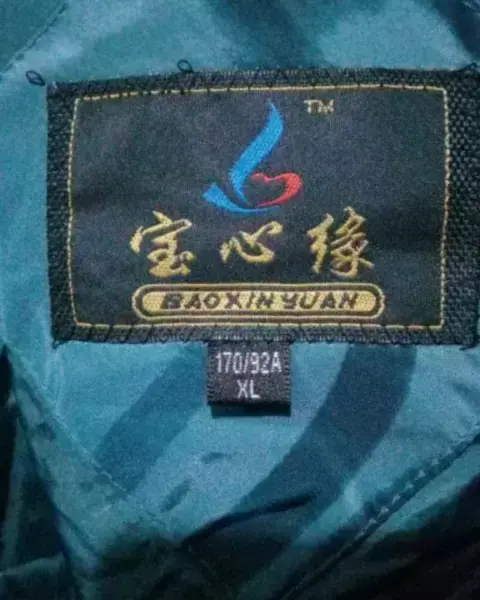 TM
宝心缘
BAOXINYUAN
170/92A
XL